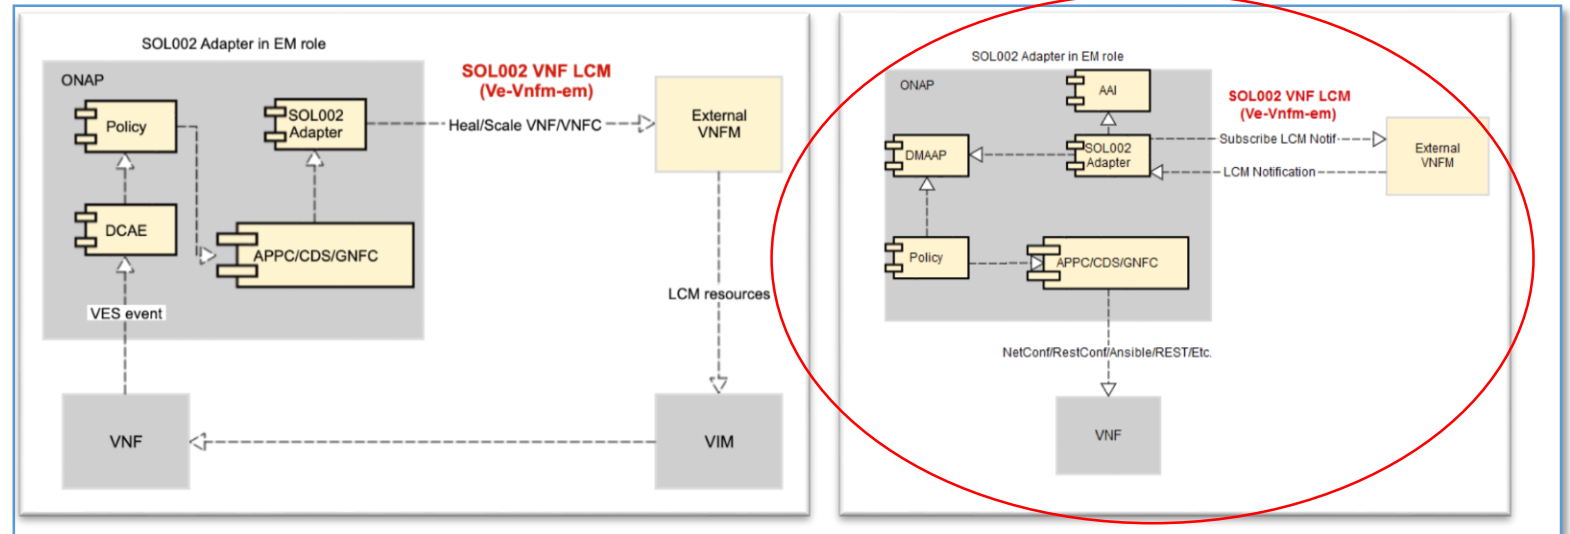 SOL002 Adapter in EM role
ONAP
SOL002 VNF LCM
(Ve-Vnfm-em)
Policy
SOL002
Adapter
Heal/Scale VNF/VNFC
External
VNFM
DCAE
APPC/CDS/GNFC
VES event
LCM resources
VNF
VIM
SOL002 Adapter in EM role
ONAP
AAI
SOL002 VNF LCM
(Ve-Vnfm-em)
DMAAP
SOL002
Adapter
Subscribe LCM Notif
LCM Notification
External
VNFM
Policy
APPC/CDS/GNFC
NetConf/RestConf/Ansible/REST/Etc.
VNF